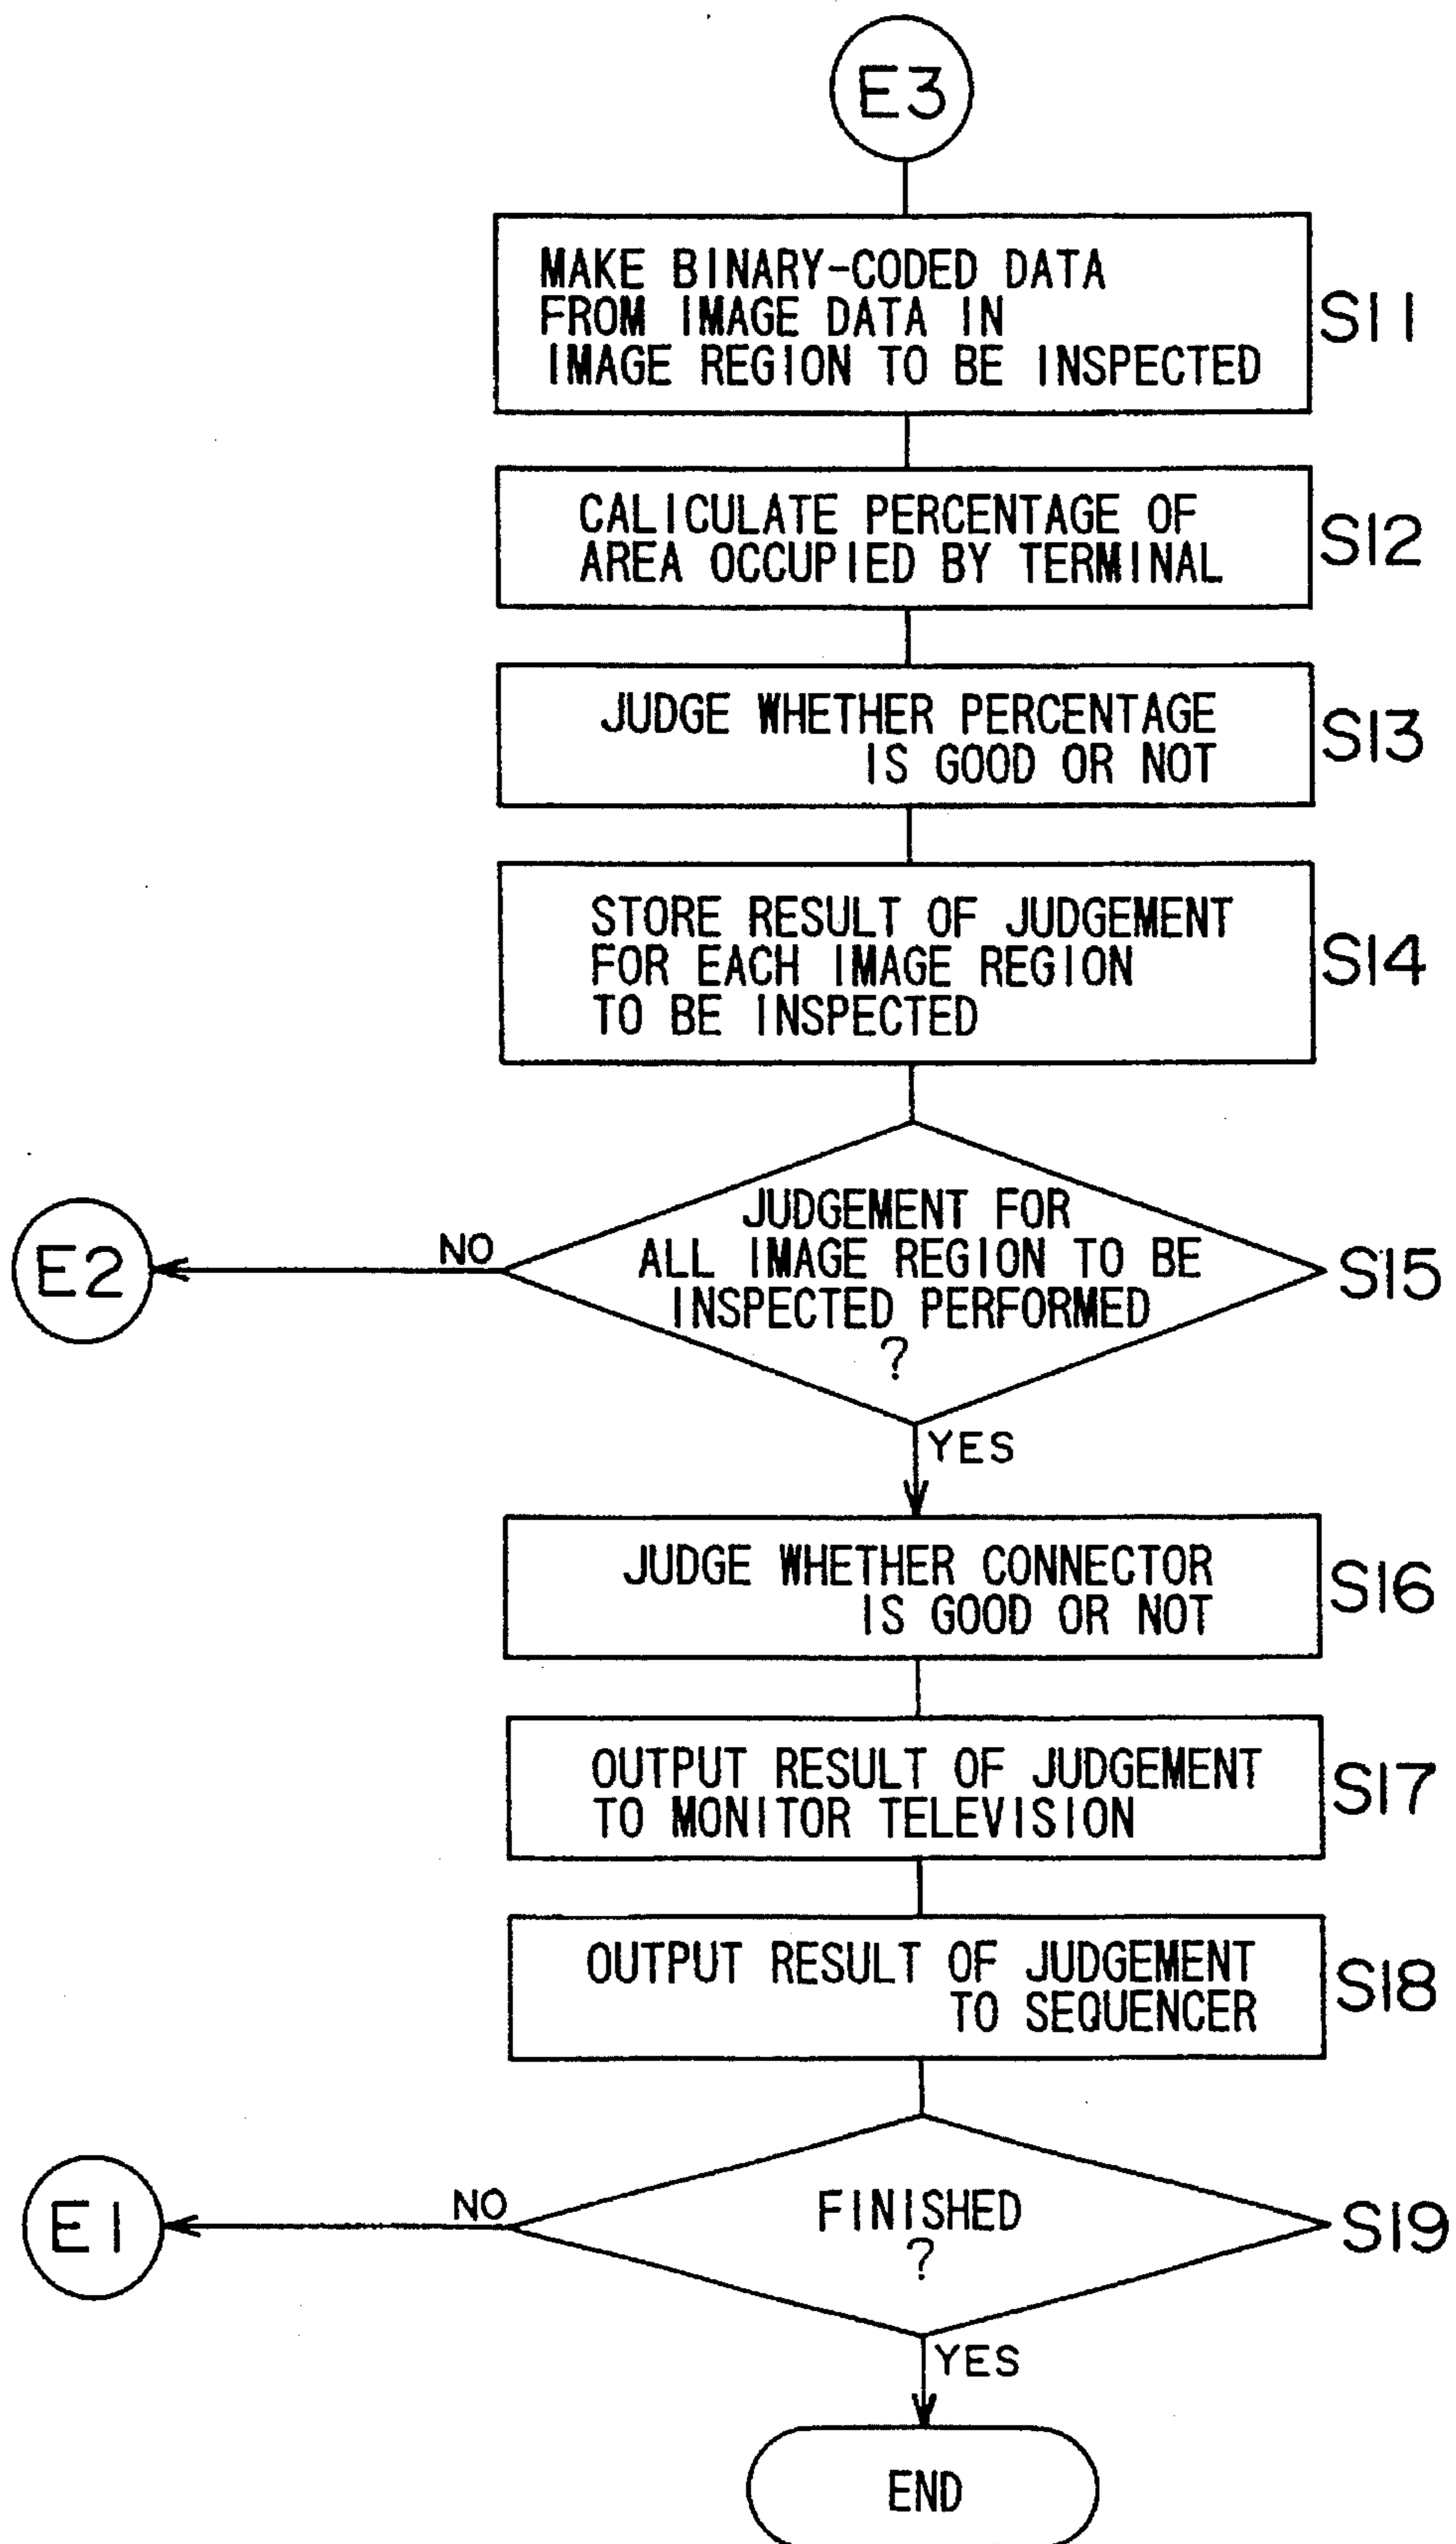 E3
MAKE BINARY-CODED DATA
FROM IMAGE DATA IN
IMAGE REGION TO BE INSPECTED
S11
CALICULATE PERCENTAGE OF
AREA OCCUPIED BY TERMINAL
S12
JUDGE WHETHER PERCENTAGE
IS GOOD OR NOT
S13
STORE RESULT OF JUDGEMENT
FOR EACH IMAGE REGION
TO BE INSPECTED
S14
JUDGEMENT FOR
ALL IMAGE REGION TO BE
INSPECTED PERFORMED
?
S15
NO
E2
YES
JUDGE WHETHER CONNECTOR
IS GOOD OR NOT
S16
OUTPUT RESULT OF JUDGEMENT
TO MONITOR TELEVISION
S17
OUTPUT RESULT OF JUDGEMENT
TO SEQUENCER
S18
FINISHED
?
S19
NO
E1
YES
END